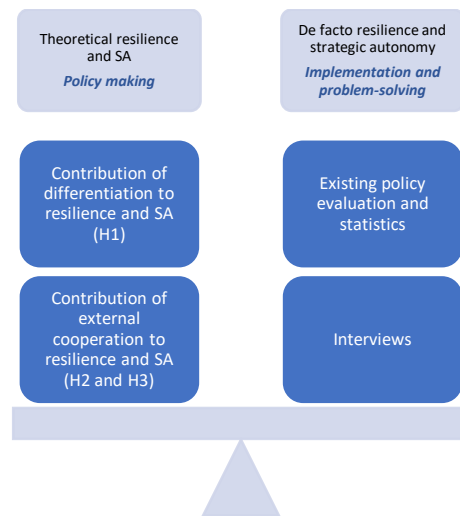 Theoretical resilience
and SA
Policy making
De facto resilience and
strategic autonomy
Implementation and
problem-solving
Contribution of
differentiation to
resilience and SA
(H1)
Existing policy
evaluation and
statistics
Contribution of
external
cooperation to
resilience and SA
(H2 and H3)
Interviews